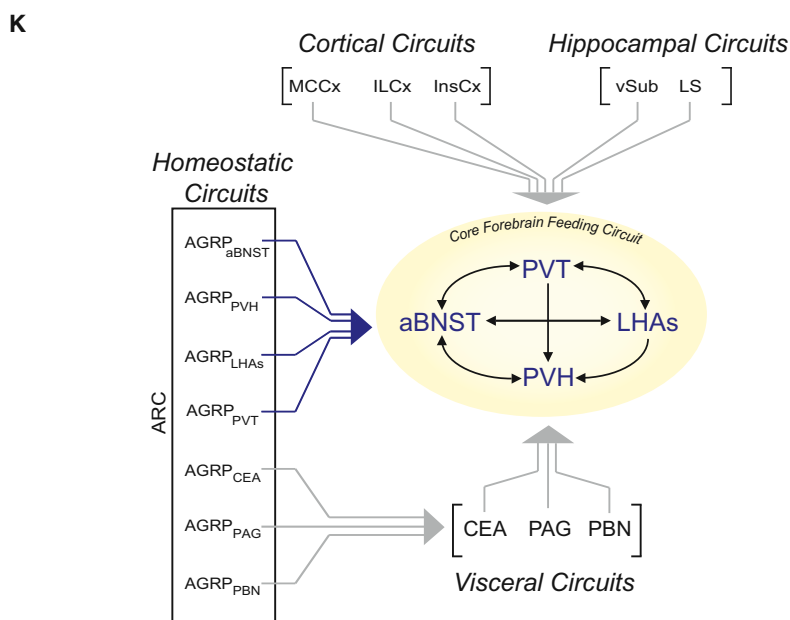 K
Cortical Circuits
Hippocampal Circuits
MCCx ILCx InsCx
vSub LS
Homeostatic
Circuits
Core Forebrain Feeding Circuit
AGRPaBNST
AGRPPVH
AGRPLHAs
AGRPPVT
AGRPCEA
AGRPPAG
AGRPPBN
ARC
PVT
aBNST
LHAs
PVH
CEA PAG PBN
Visceral Circuits